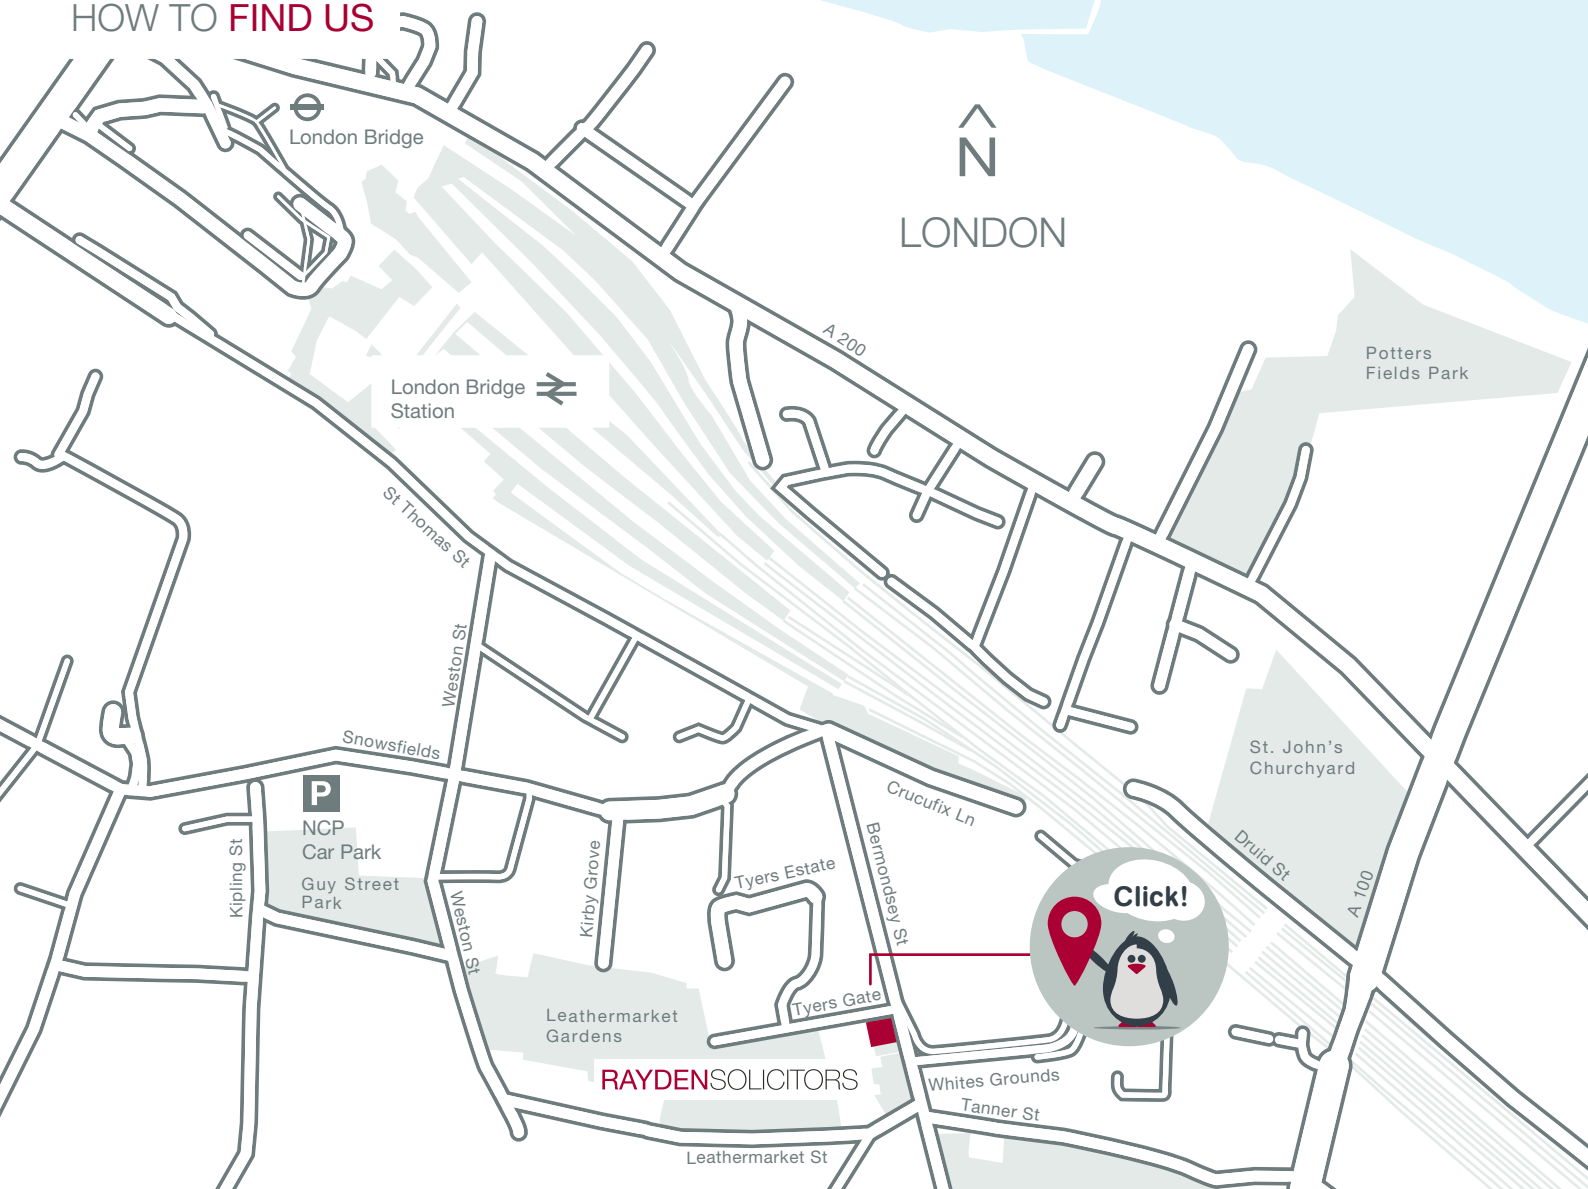 HOW TO FIND US
London Bridge
N
LONDON
A 200
Potters
Fields Park
London Bridge
Station
St Thomas St
Weston St
Snowsfields
P
NCP
Car Park
Guy Street
Park
Kipling St
Weston St
Kirby Grove
Tyers Estate
Bermondsey St
Crucufix Ln
St. John's
Churchyard
Druid St
A 100
Click!
Tyers Gate
Leathermarket
Gardens
RAYDENSOLICITORS
Whites Grounds
Tanner St
Leathermarket St